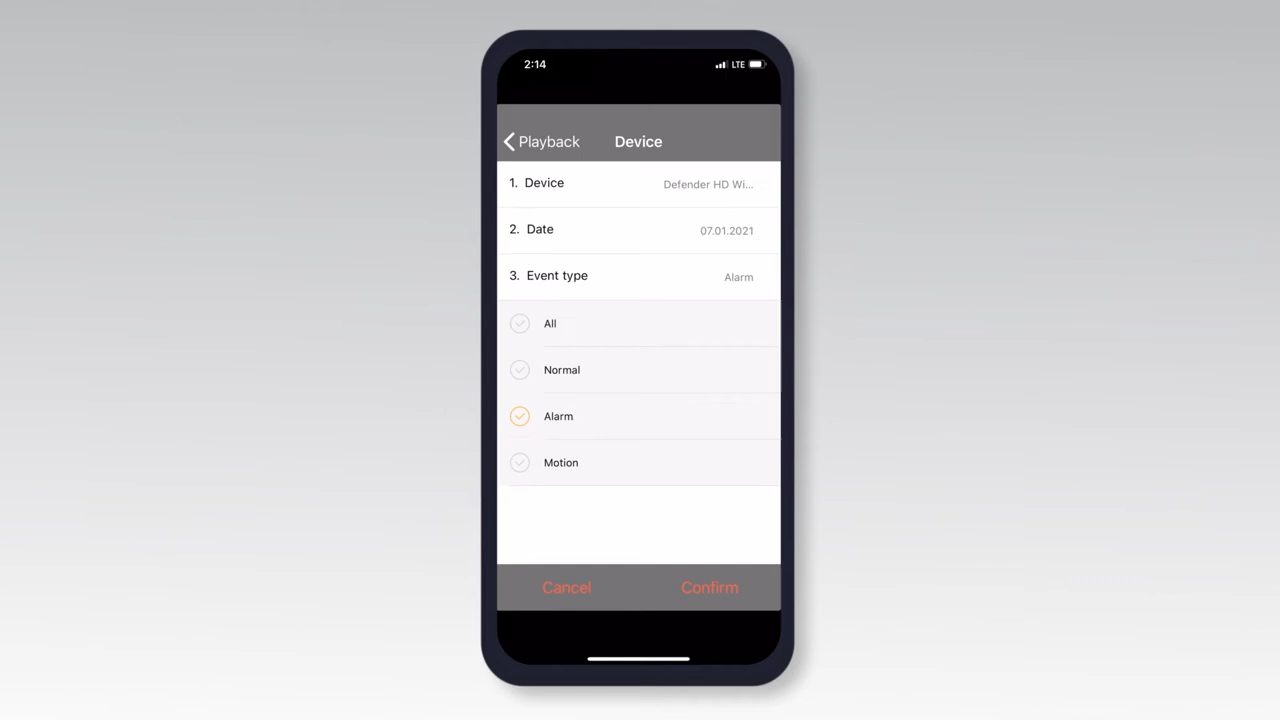 2:14 LTE
Playback Device
1. Device Defender HD Wi...
2. Date 07.01.2021
3. Event type Alarm
All
Normal
Alarm
Motion
Cancel Confirm